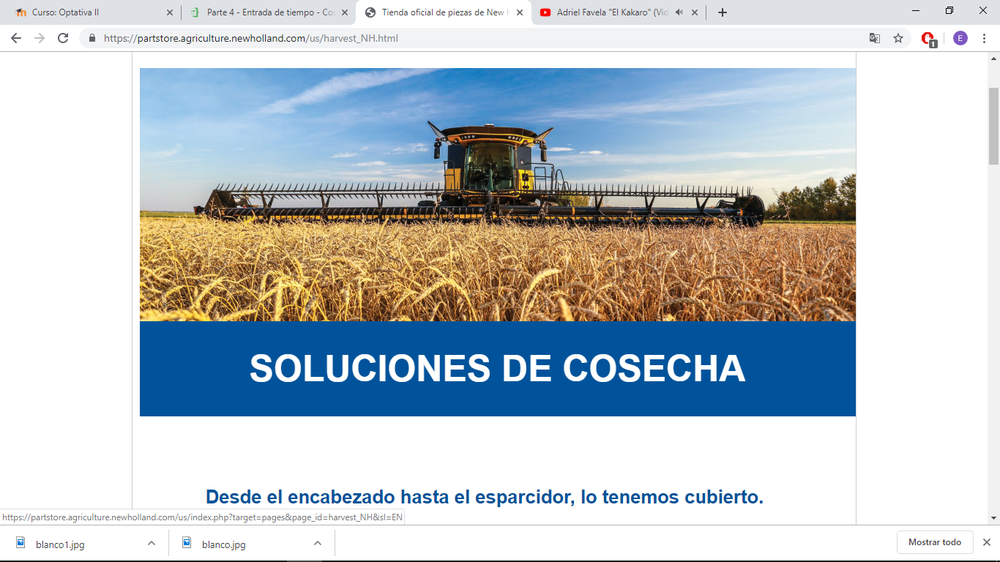 Curso: Optativa II
Parte 4 - Entrada de tiempo - Coc
Tienda oficial de piezas de New H
Adriel Favela "El Kakaro" (Vid
https://partstore.agriculture.newholland.com/us/harvest_NH.html
1
E
SOLUCIONES DE COSECHA
Desde el encabezado hasta el esparcidor, lo tenemos cubierto.
https://partstore.agriculture.newholland.com/us/index.php?target=pages&page_id=harvest_NH&sl=EN
blanco1.jpg
blanco.jpg
Mostrar todo